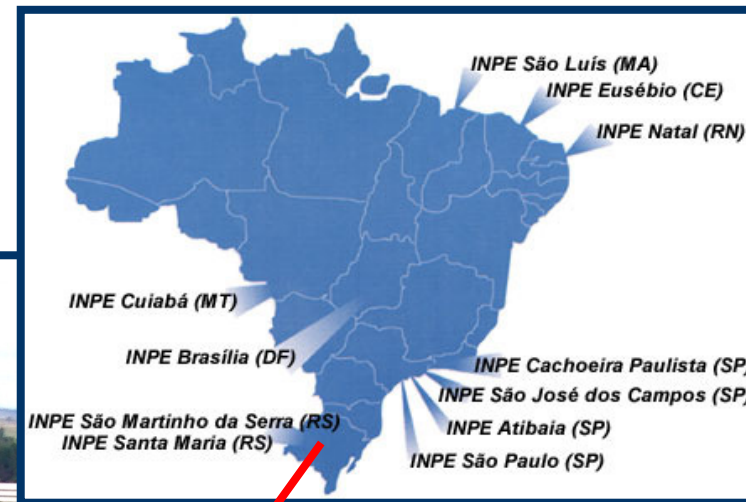 INPE São Luís (MA)
INPE Eusébio (CE)
INPE Natal (RN)
INPE Cuiabá (MT)
INPE Brasília (DF)
INPE Cachoeira Paulista (SP)
INPE São José dos Campos (SP)
INPE São Martinho da Serra (RS)
INPE Atibaia (SP)
INPE Santa Maria (RS)
INPE São Paulo (SP)